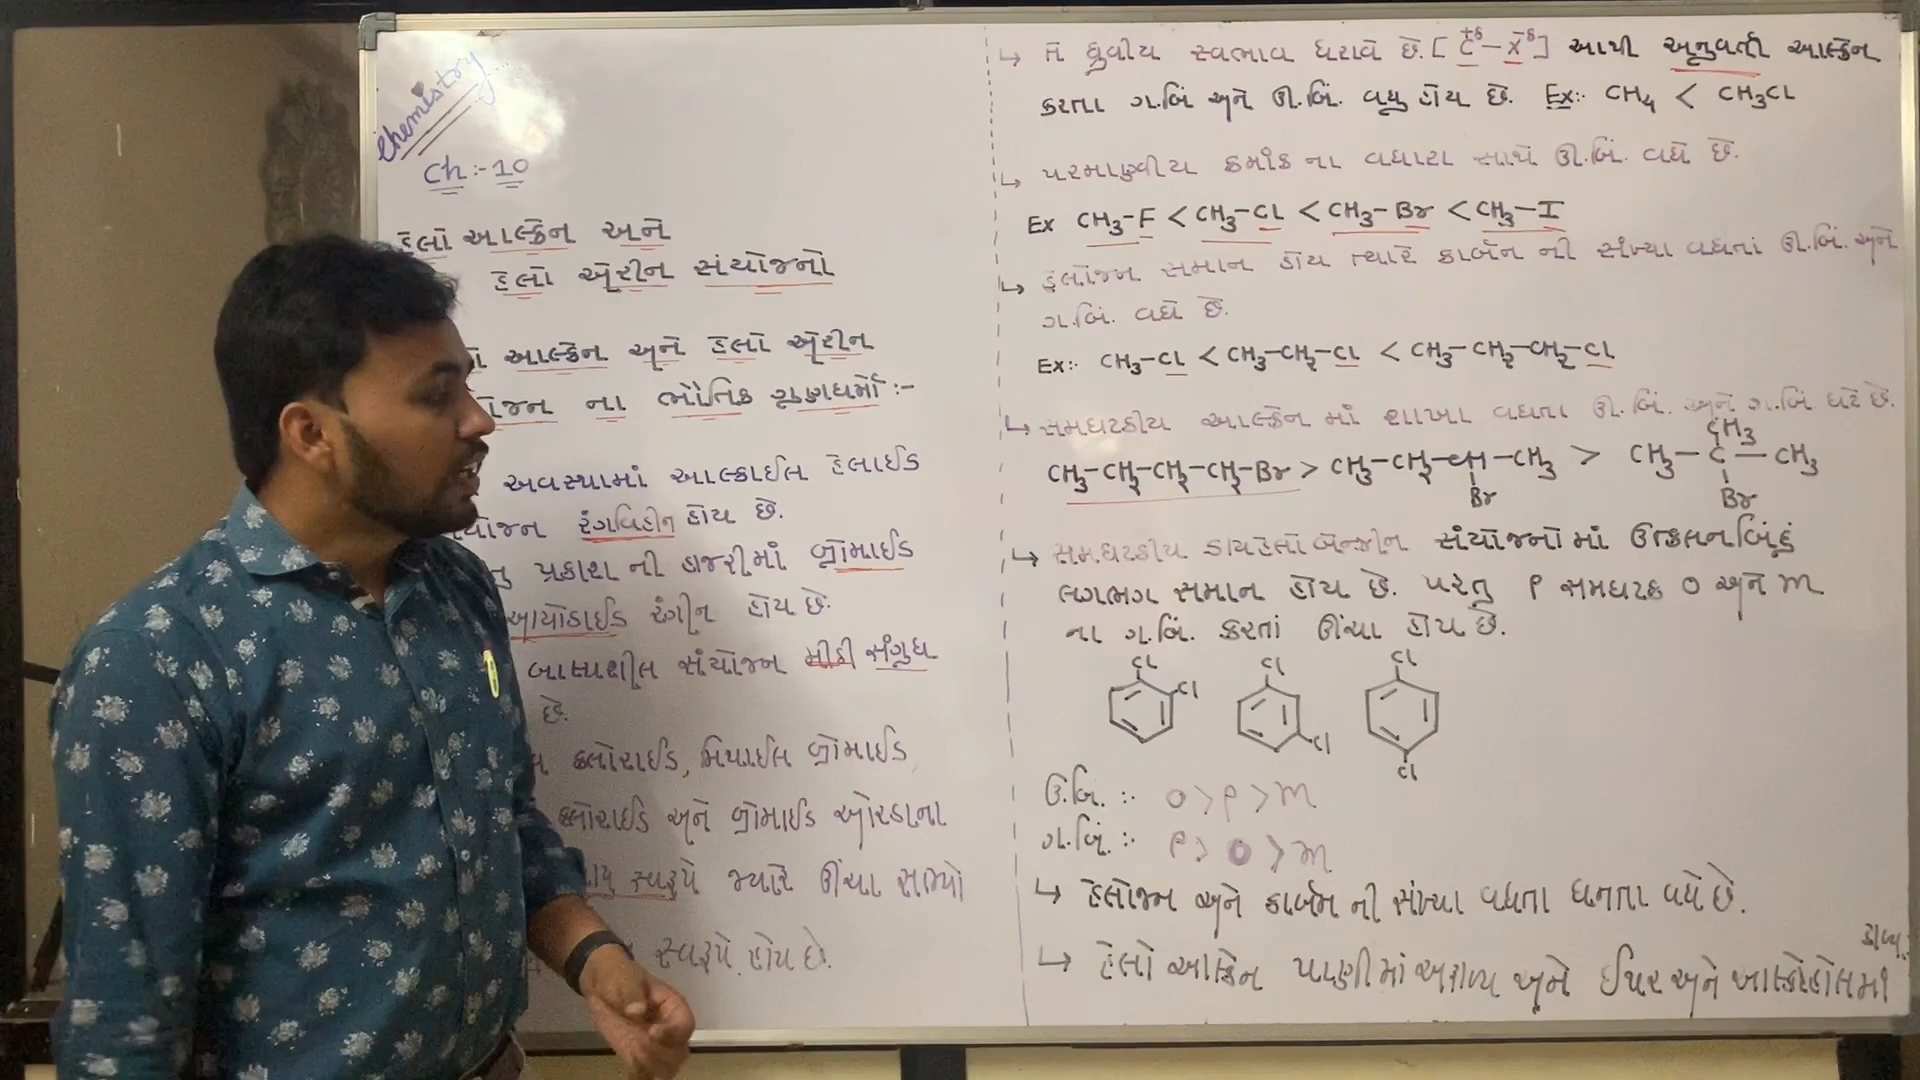 Chemistry
Ch :- 10
હેલો આલ્કેન અને
હેલો એરીન સંયોજનો
આલ્કેન અને હેલો એરીન
ના ભૌતિક ગુણધર્મો :-
અવસ્થામાં આલ્કાઈલ હેલાઈડ
રંગવિહીન હોય છે.
પ્રકાશ ની હાજરીમાં બ્રોમાઈડ
આયોડાઈડ રંગીન હોય છે.
બાષ્પશીલ સંયોજન મીઠી સુગંધ
છે.
ક્લોરાઈડ, મિથાઈલ બ્રોમાઈડ,
ક્લોરાઈડ અને બ્રોમાઈડ ઓરડાના
સ્વરૂપે જ્યારે ઊંચા સભ્યો
સ્વરૂપે હોય છે.
↳ તે ધ્રુવીય સ્વભાવ ધરાવે છે. [ C⁺ᵟ – X⁻ᵟ ] આથી અનુવર્તી આલ્કેન
કરતા ગ.બિં અને ઊ.બિં. વધુ હોય છે. Ex:- CH₄ < CH₃Cl
↳ પરમાણ્વીય ક્રમાંક ના વધારા સાથે ઊ.બિં. વધે છે.
Ex CH₃-F < CH₃-Cl < CH₃-Br < CH₃-I
↳ હેલોજન સમાન હોય ત્યારે કાર્બન ની સંખ્યા વધતાં ઊ.બિં. અને
ગ.બિં. વધે છે.
Ex:- CH₃-Cl < CH₃-CH₂-Cl < CH₃-CH₂-CH₂-Cl
↳ સમઘટકીય આલ્કેન માં શાખા વધતા ઊ.બિં. અને ગ.બિં ઘટે છે.
CH₃
CH₃-CH₂-CH₂-CH₂-Br > CH₃-CH₂-CH-CH₃ > CH₃-C-CH₃
Br Br
↳ સમઘટકીય ડાયહેલો બેન્ઝીન સંયોજનો માં ઉત્કલનબિંદુ
લગભગ સમાન હોય છે. પરંતુ P સમઘટક O અને m
ના ગ.બિં. કરતાં ઊંચા હોય છે.
Cl Cl Cl
Cl Cl Cl
ઉ.બિં. :- O > P > m
ગ.બિં. :- P > O > m
↳ હેલોજન અને કાર્બન ની સંખ્યા વધતા ઘનતા વધે છે.
↳ હેલો આલ્કેન પાણીમાં અદ્રાવ્ય અને ઈથર અને આલ્કોહોલમાં
દ્રાવ્ય.